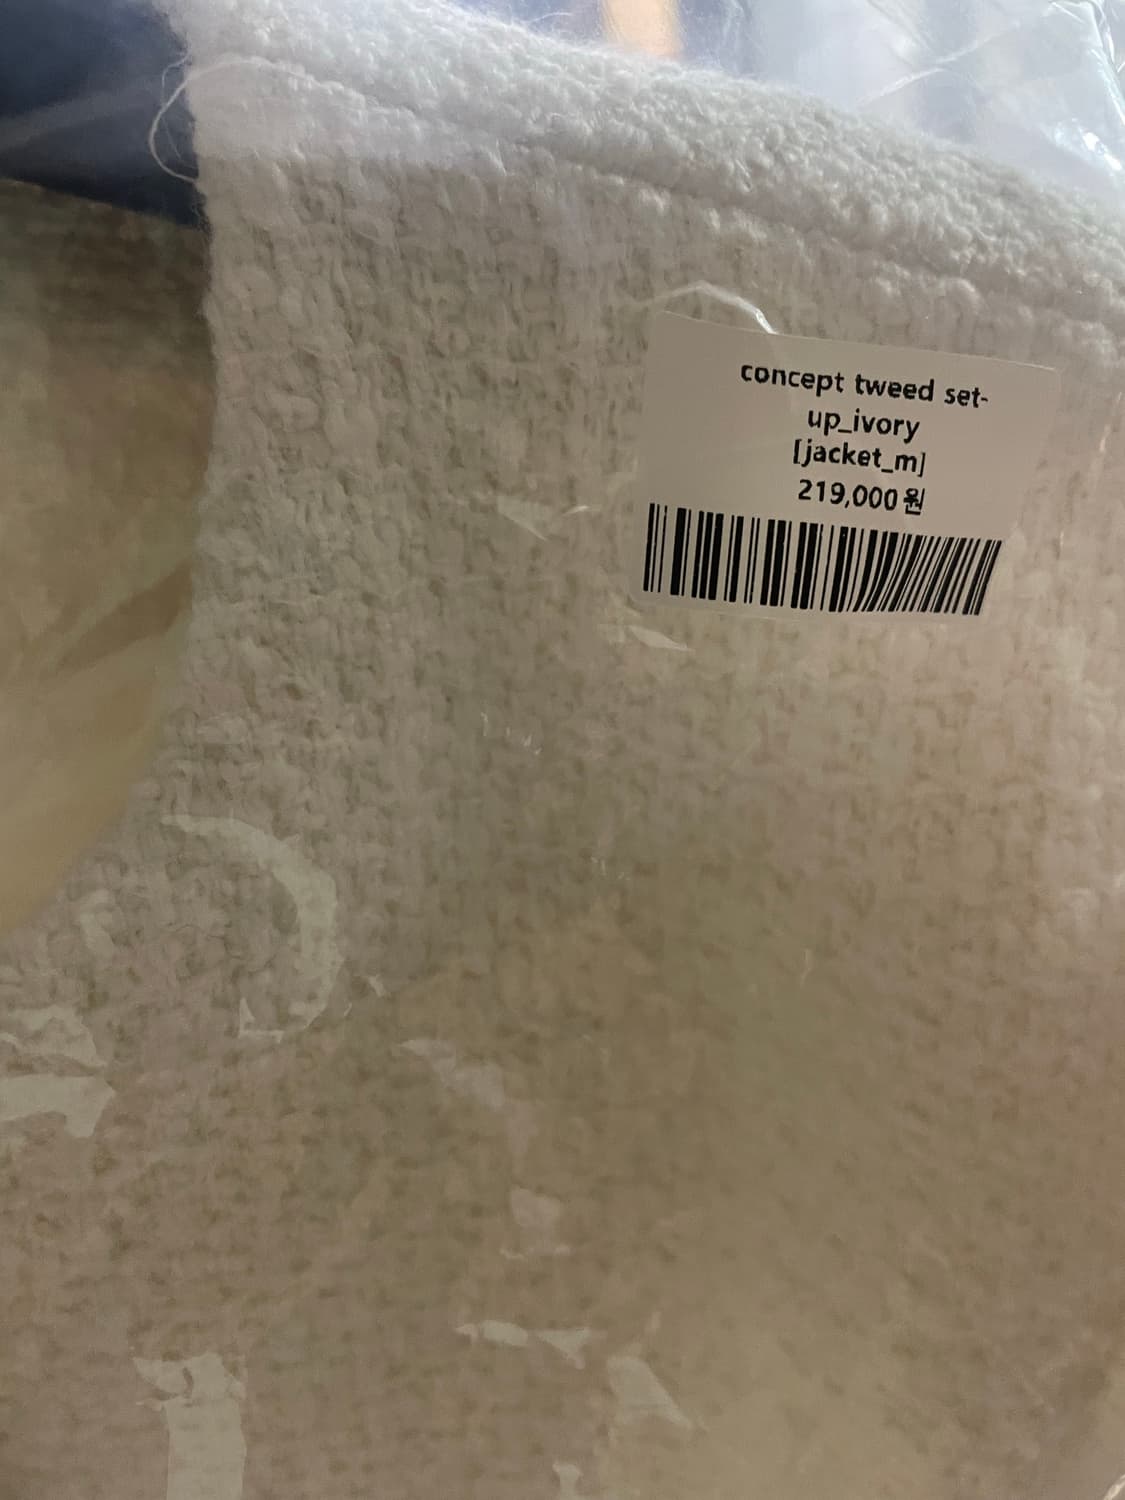 concept tweed set-
up_ivory
[jacket_m]
219,000원